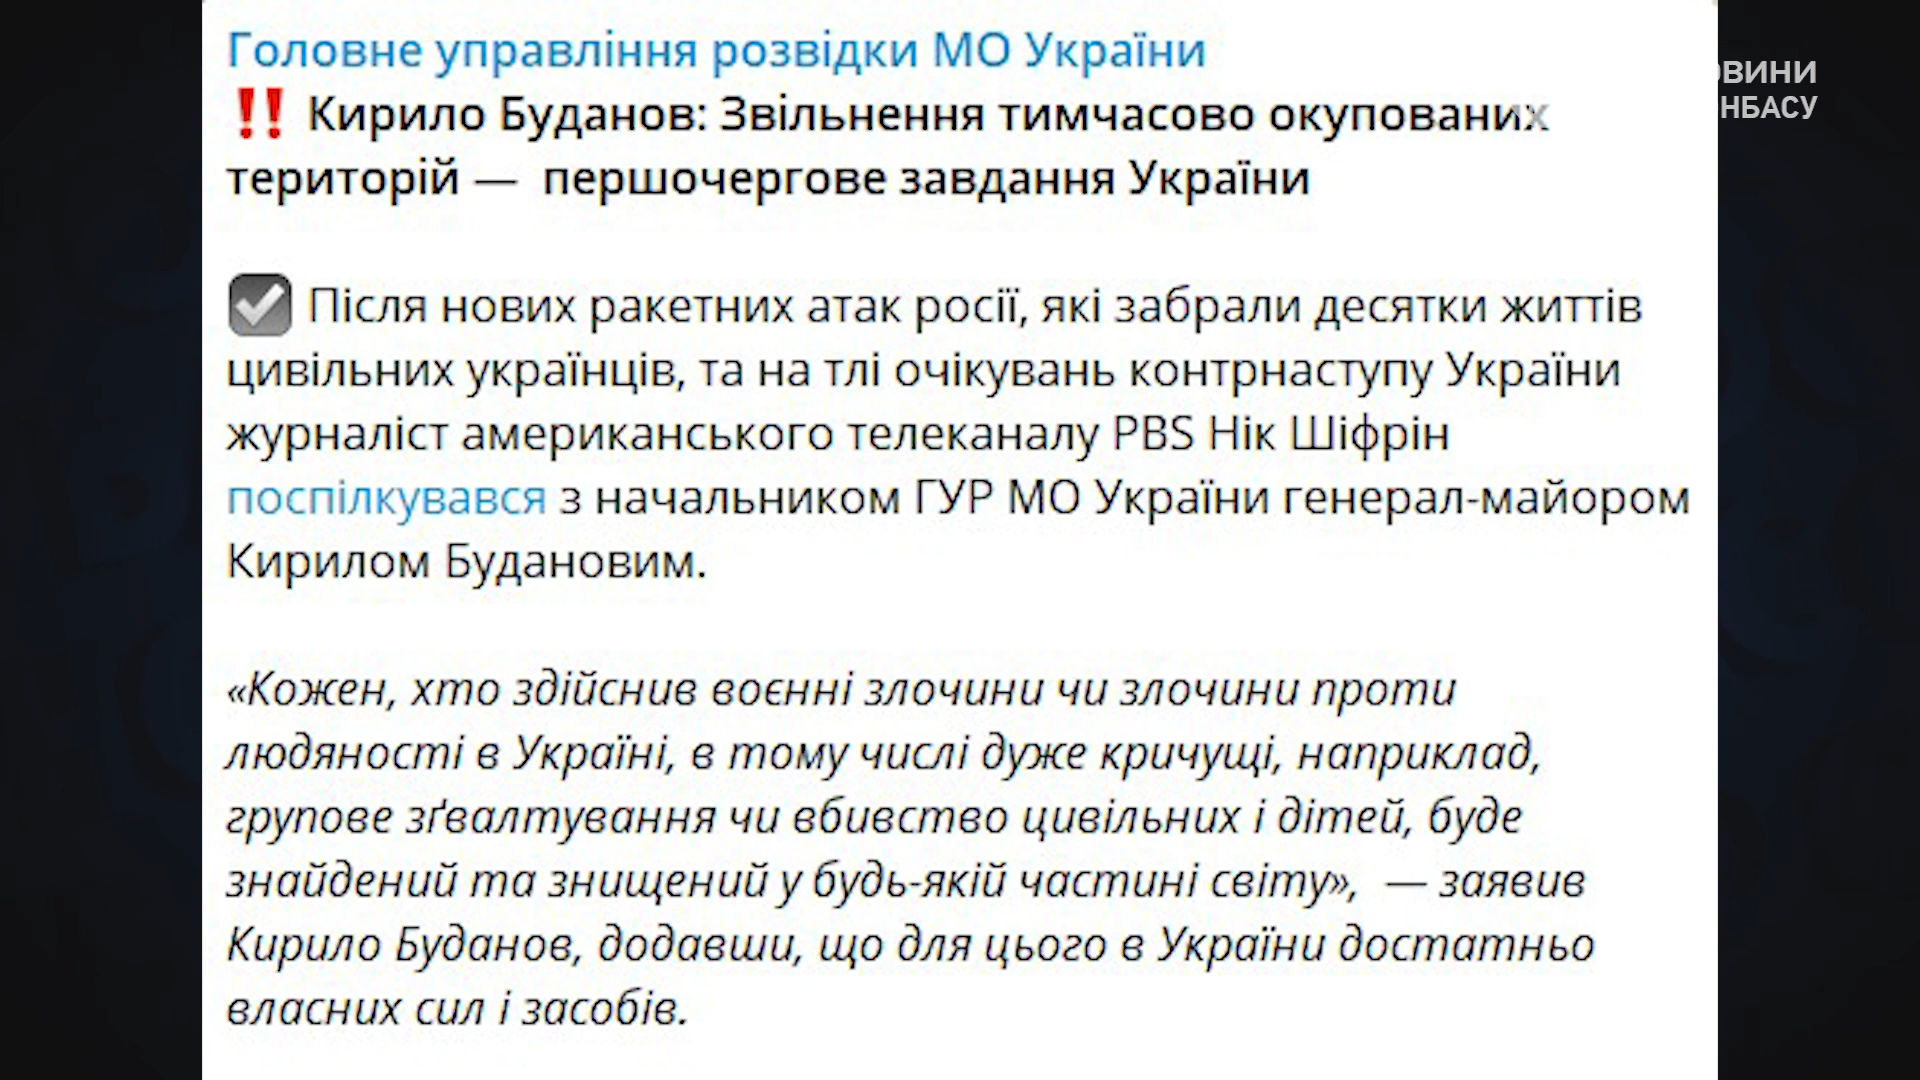 Головне управління розвідки МО України
‼ Кирило Буданов: Звільнення тимчасово окупованих
територій — першочергове завдання України
Після нових ракетних атак росії, які забрали десятки життів
цивільних українців, та на тлі очікувань контрнаступу України
журналіст американського телеканалу PBS Нік Шіфрін
поспілкувався з начальником ГУР МО України генерал-майором
Кирилом Будановим.
«Кожен, хто здійснив воєнні злочини чи злочини проти
людяності в Україні, в тому числі дуже кричущі, наприклад,
групове зґвалтування чи вбивство цивільних і дітей, буде
знайдений та знищений у будь-якій частині світу», — заявив
Кирило Буданов, додавши, що для цього в України достатньо
власних сил і засобів.